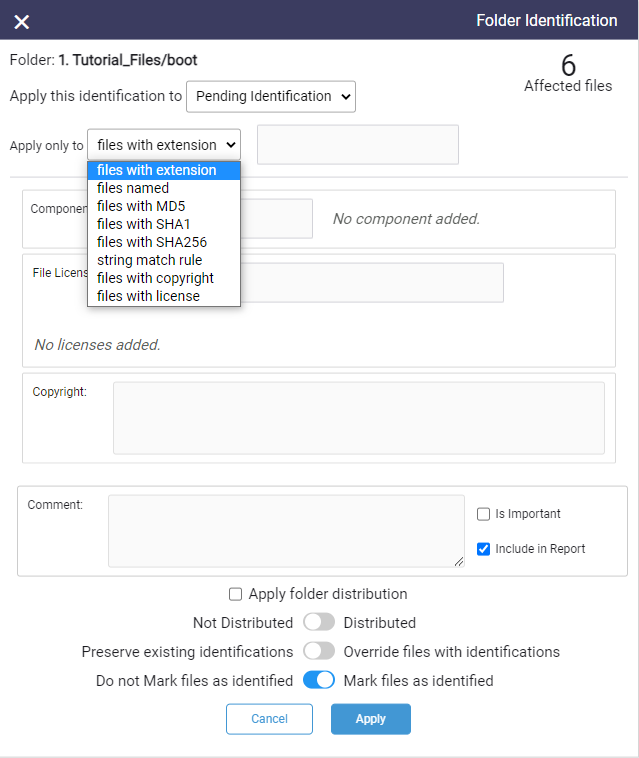 Folder Identification
Folder: 1. Tutorial_Files/boot
6
Affected files
Apply this identification to Pending Identification
Apply only to files with extension
files with extension
files named
files with MD5
files with SHA1
files with SHA256
string match rule
files with copyright
files with license
Componen
No component added.
File Licens
No licenses added.
Copyright:
Comment:
Is Important
Include in Report
Apply folder distribution
Not Distributed Distributed
Preserve existing identifications Override files with identifications
Do not Mark files as identified Mark files as identified
Cancel Apply